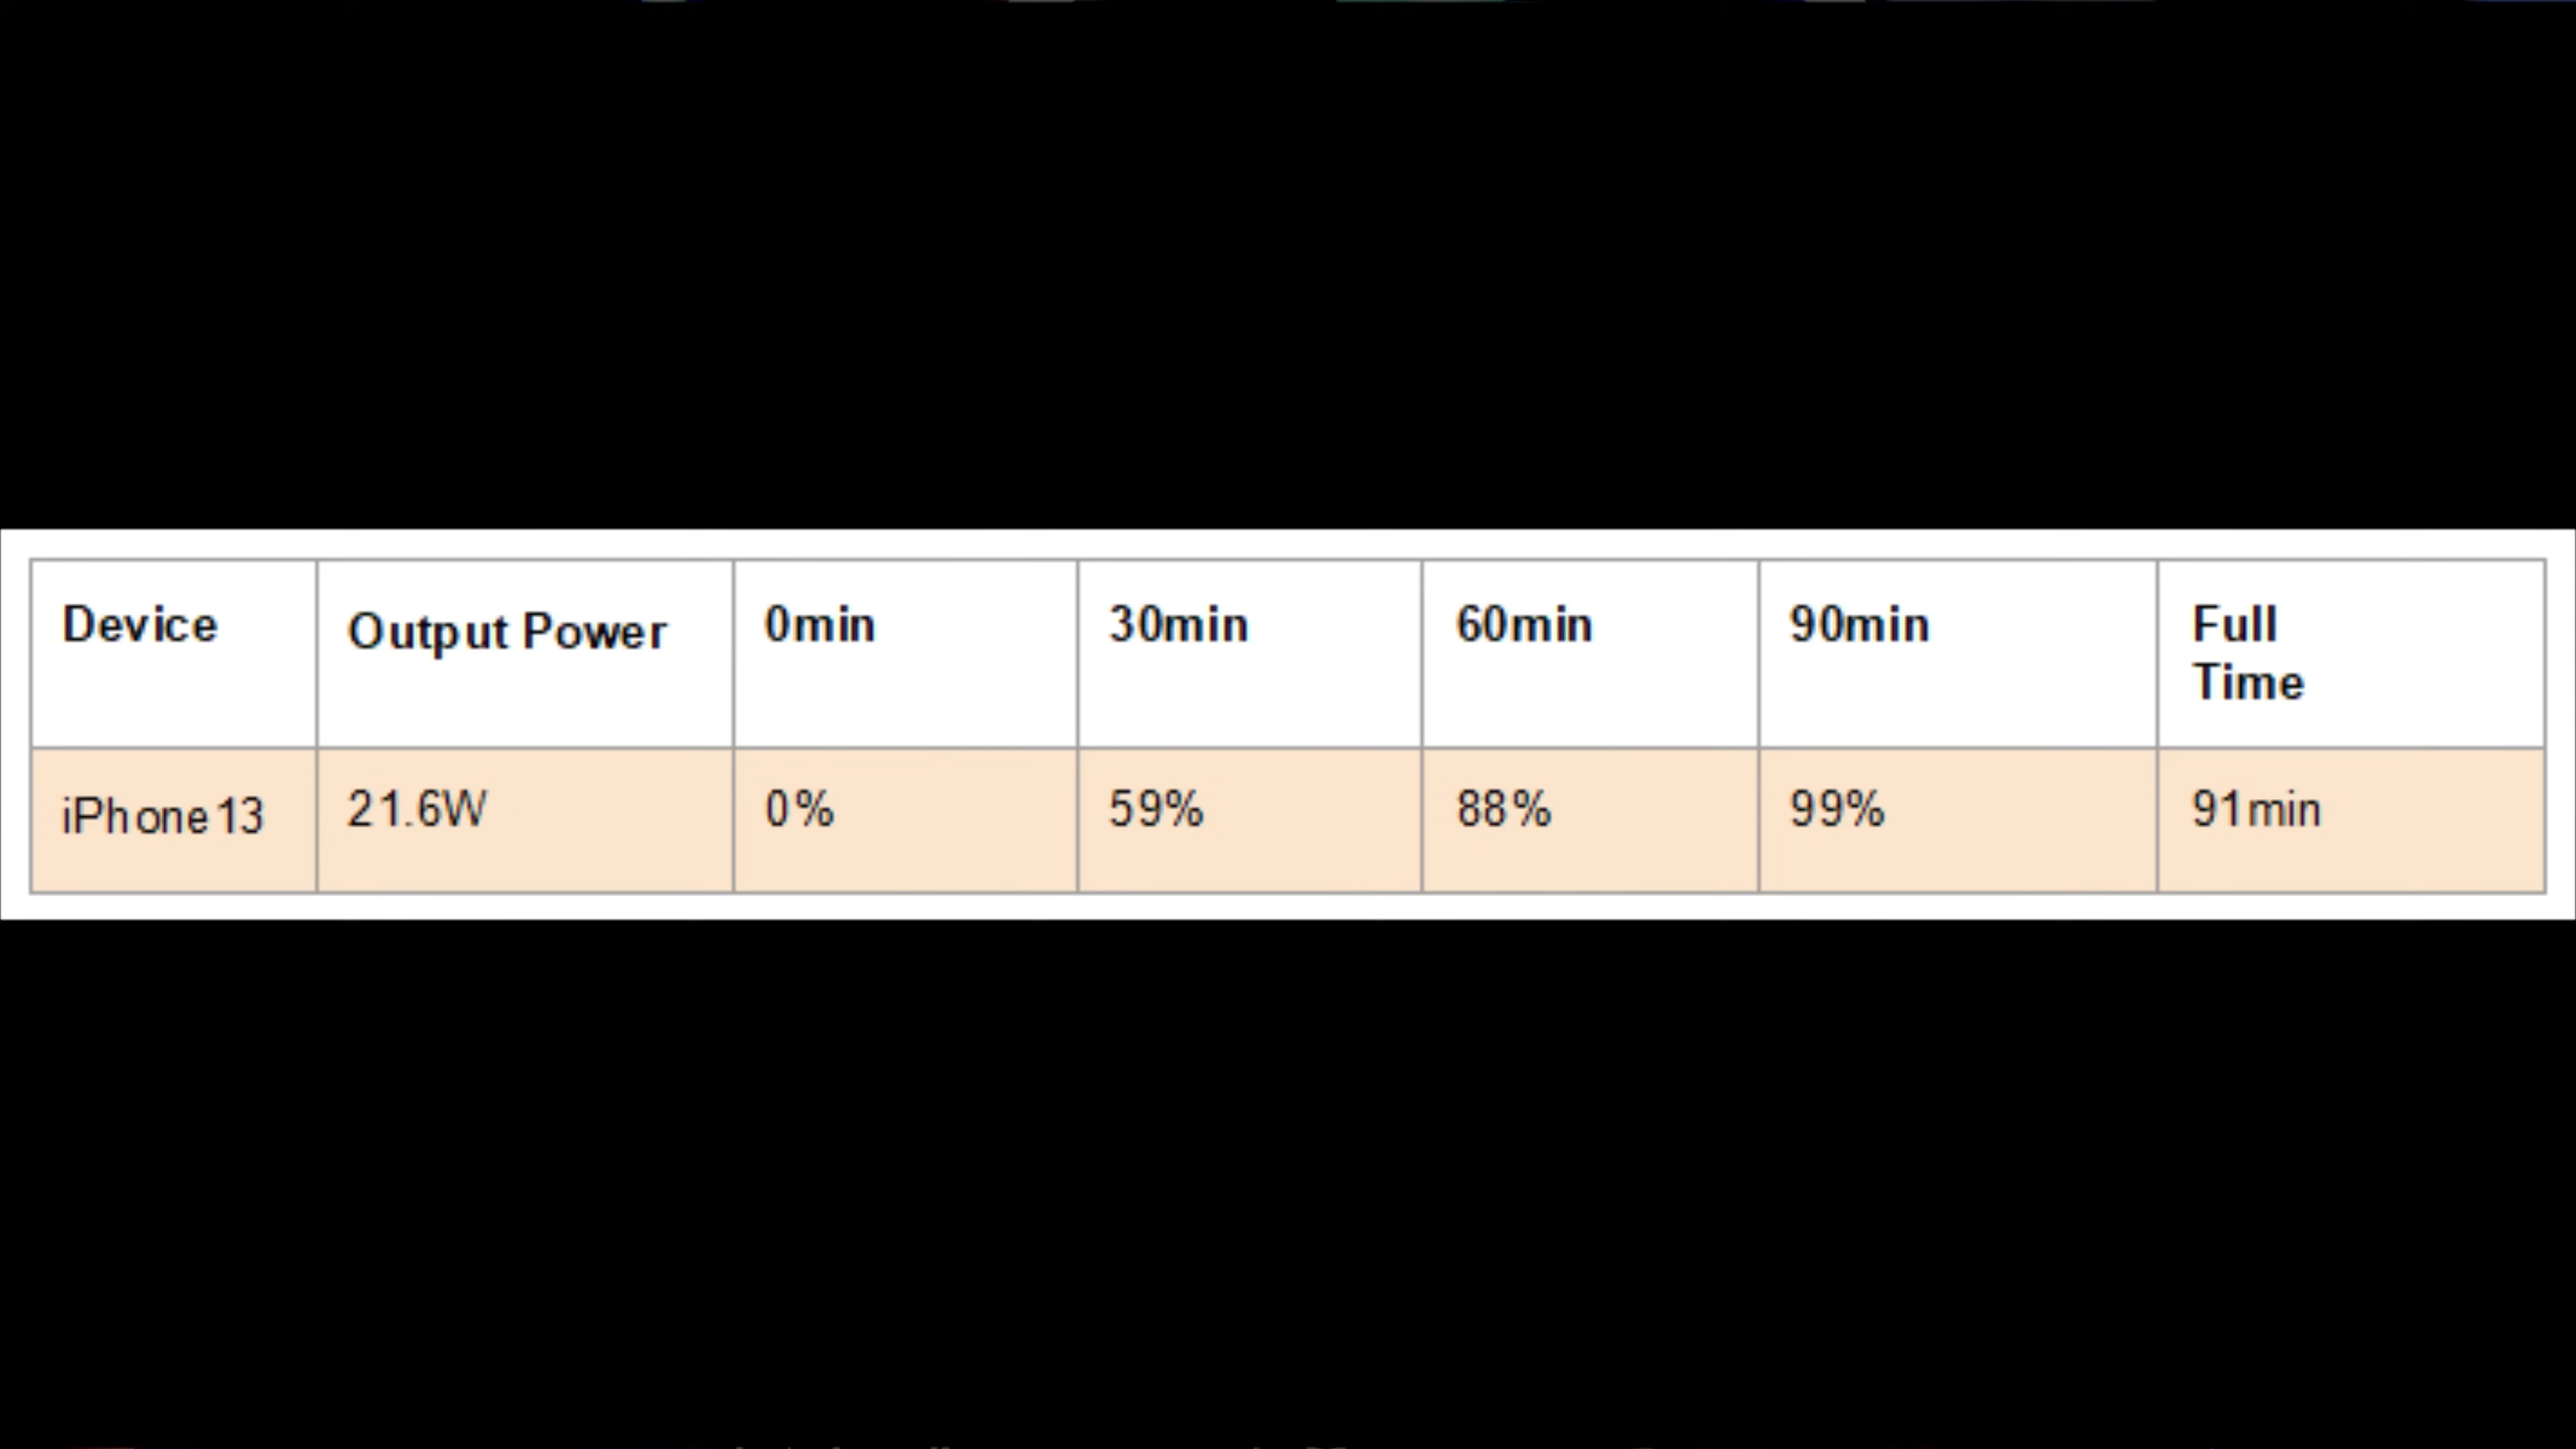 Device Output Power 0min 30min 60min 90min Full
Time
iPhone13 21.6W 0% 59% 88% 99% 91min